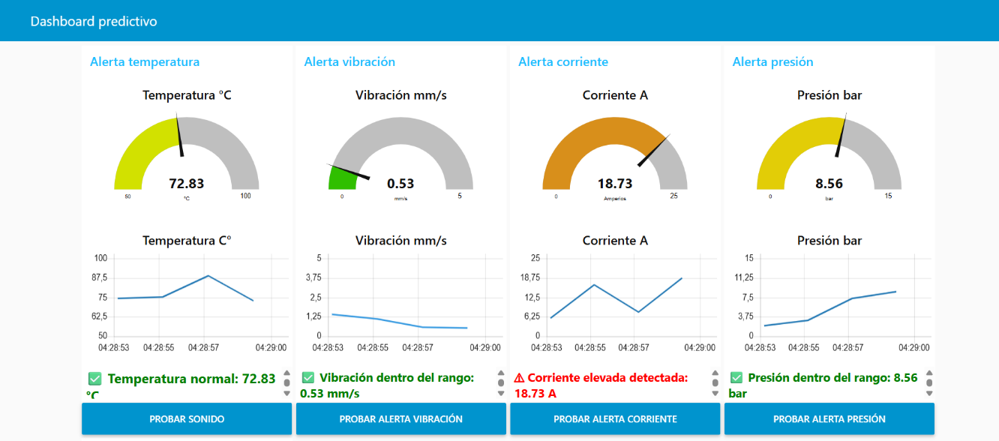 Dashboard predictivo
Alerta temperatura
Temperatura °C
72.83
50
°C
100
Temperatura C°
100
87,5
75
62,5
50
04:28:53
04:28:55
04:28:57
04:29:00
✅ Temperatura normal: 72.83
°C
PROBAR SONIDO
Alerta vibración
Vibración mm/s
0.53
0
mm/s
5
Vibración mm/s
5
3,75
2,5
1,25
0
04:28:53
04:28:55
04:28:57
04:29:00
✅ Vibración dentro del rango:
0.53 mm/s
PROBAR ALERTA VIBRACIÓN
Alerta corriente
Corriente A
18.73
0
Amperios
25
Corriente A
25
18,75
12,5
6,25
0
04:28:53
04:28:55
04:28:57
04:29:00
⚠ Corriente elevada detectada:
18.73 A
PROBAR ALERTA CORRIENTE
Alerta presión
Presión bar
8.56
0
bar
15
Presión bar
15
11,25
7,5
3,75
0
04:28:53
04:28:55
04:28:57
04:29:00
✅ Presión dentro del rango: 8.56
bar
PROBAR ALERTA PRESIÓN